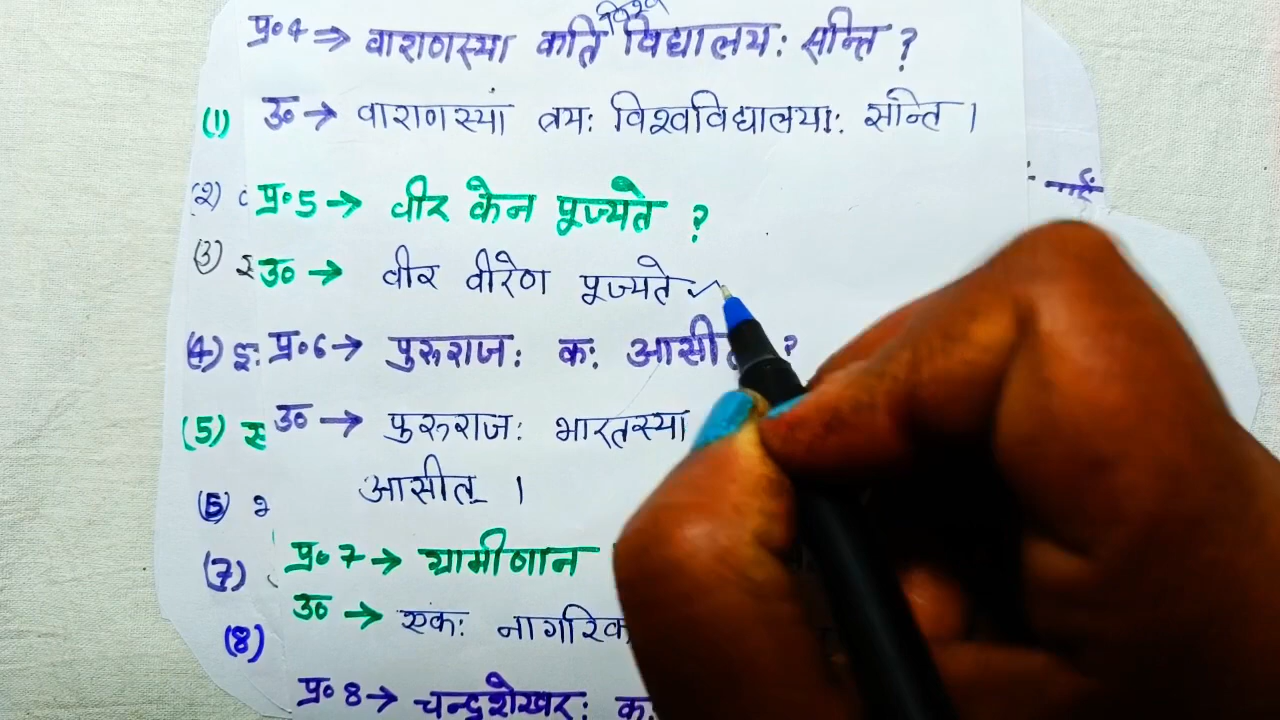 प्र०4 ⇒ वाराणस्या कति विश्व विद्यालय: सन्ति ?
(1) उ० → वाराणस्यां त्रय: विश्वविद्यालया: सन्ति ।
(2) प्र०5 → वीर केन पूज्यते ?
(3) उ० → वीर वीरेण पूज्यते
(4) प्र०6 → पुरुराज: क: आसीत ?
(5) उ० → पुरुराज: भारतस्या
(6) आसीत् ।
(7) प्र०7 → ग्रामीणान
उ० → एक: नागरिक
(8)
प्र०8 → चन्द्रशेखर: क: